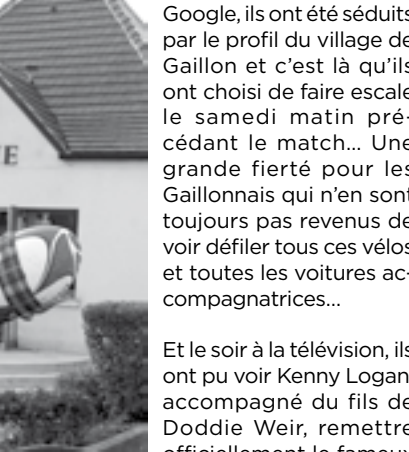 Google, ils ont été séduits
par le profil du village de
Gaillon et c'est là qu'ils
ont choisi de faire escale
le samedi matin pré-
cédant le match... Une
grande fierté pour les
Gaillonnais qui n'en sont
toujours pas revenus de
voir défiler tous ces vélos
et toutes les voitures ac-
compagnatrices...
Et le soir à la télévision, ils
ont pu voir Kenny Logan
accompagné du fils de
Doddie Weir, remettre
officiellement le fameux